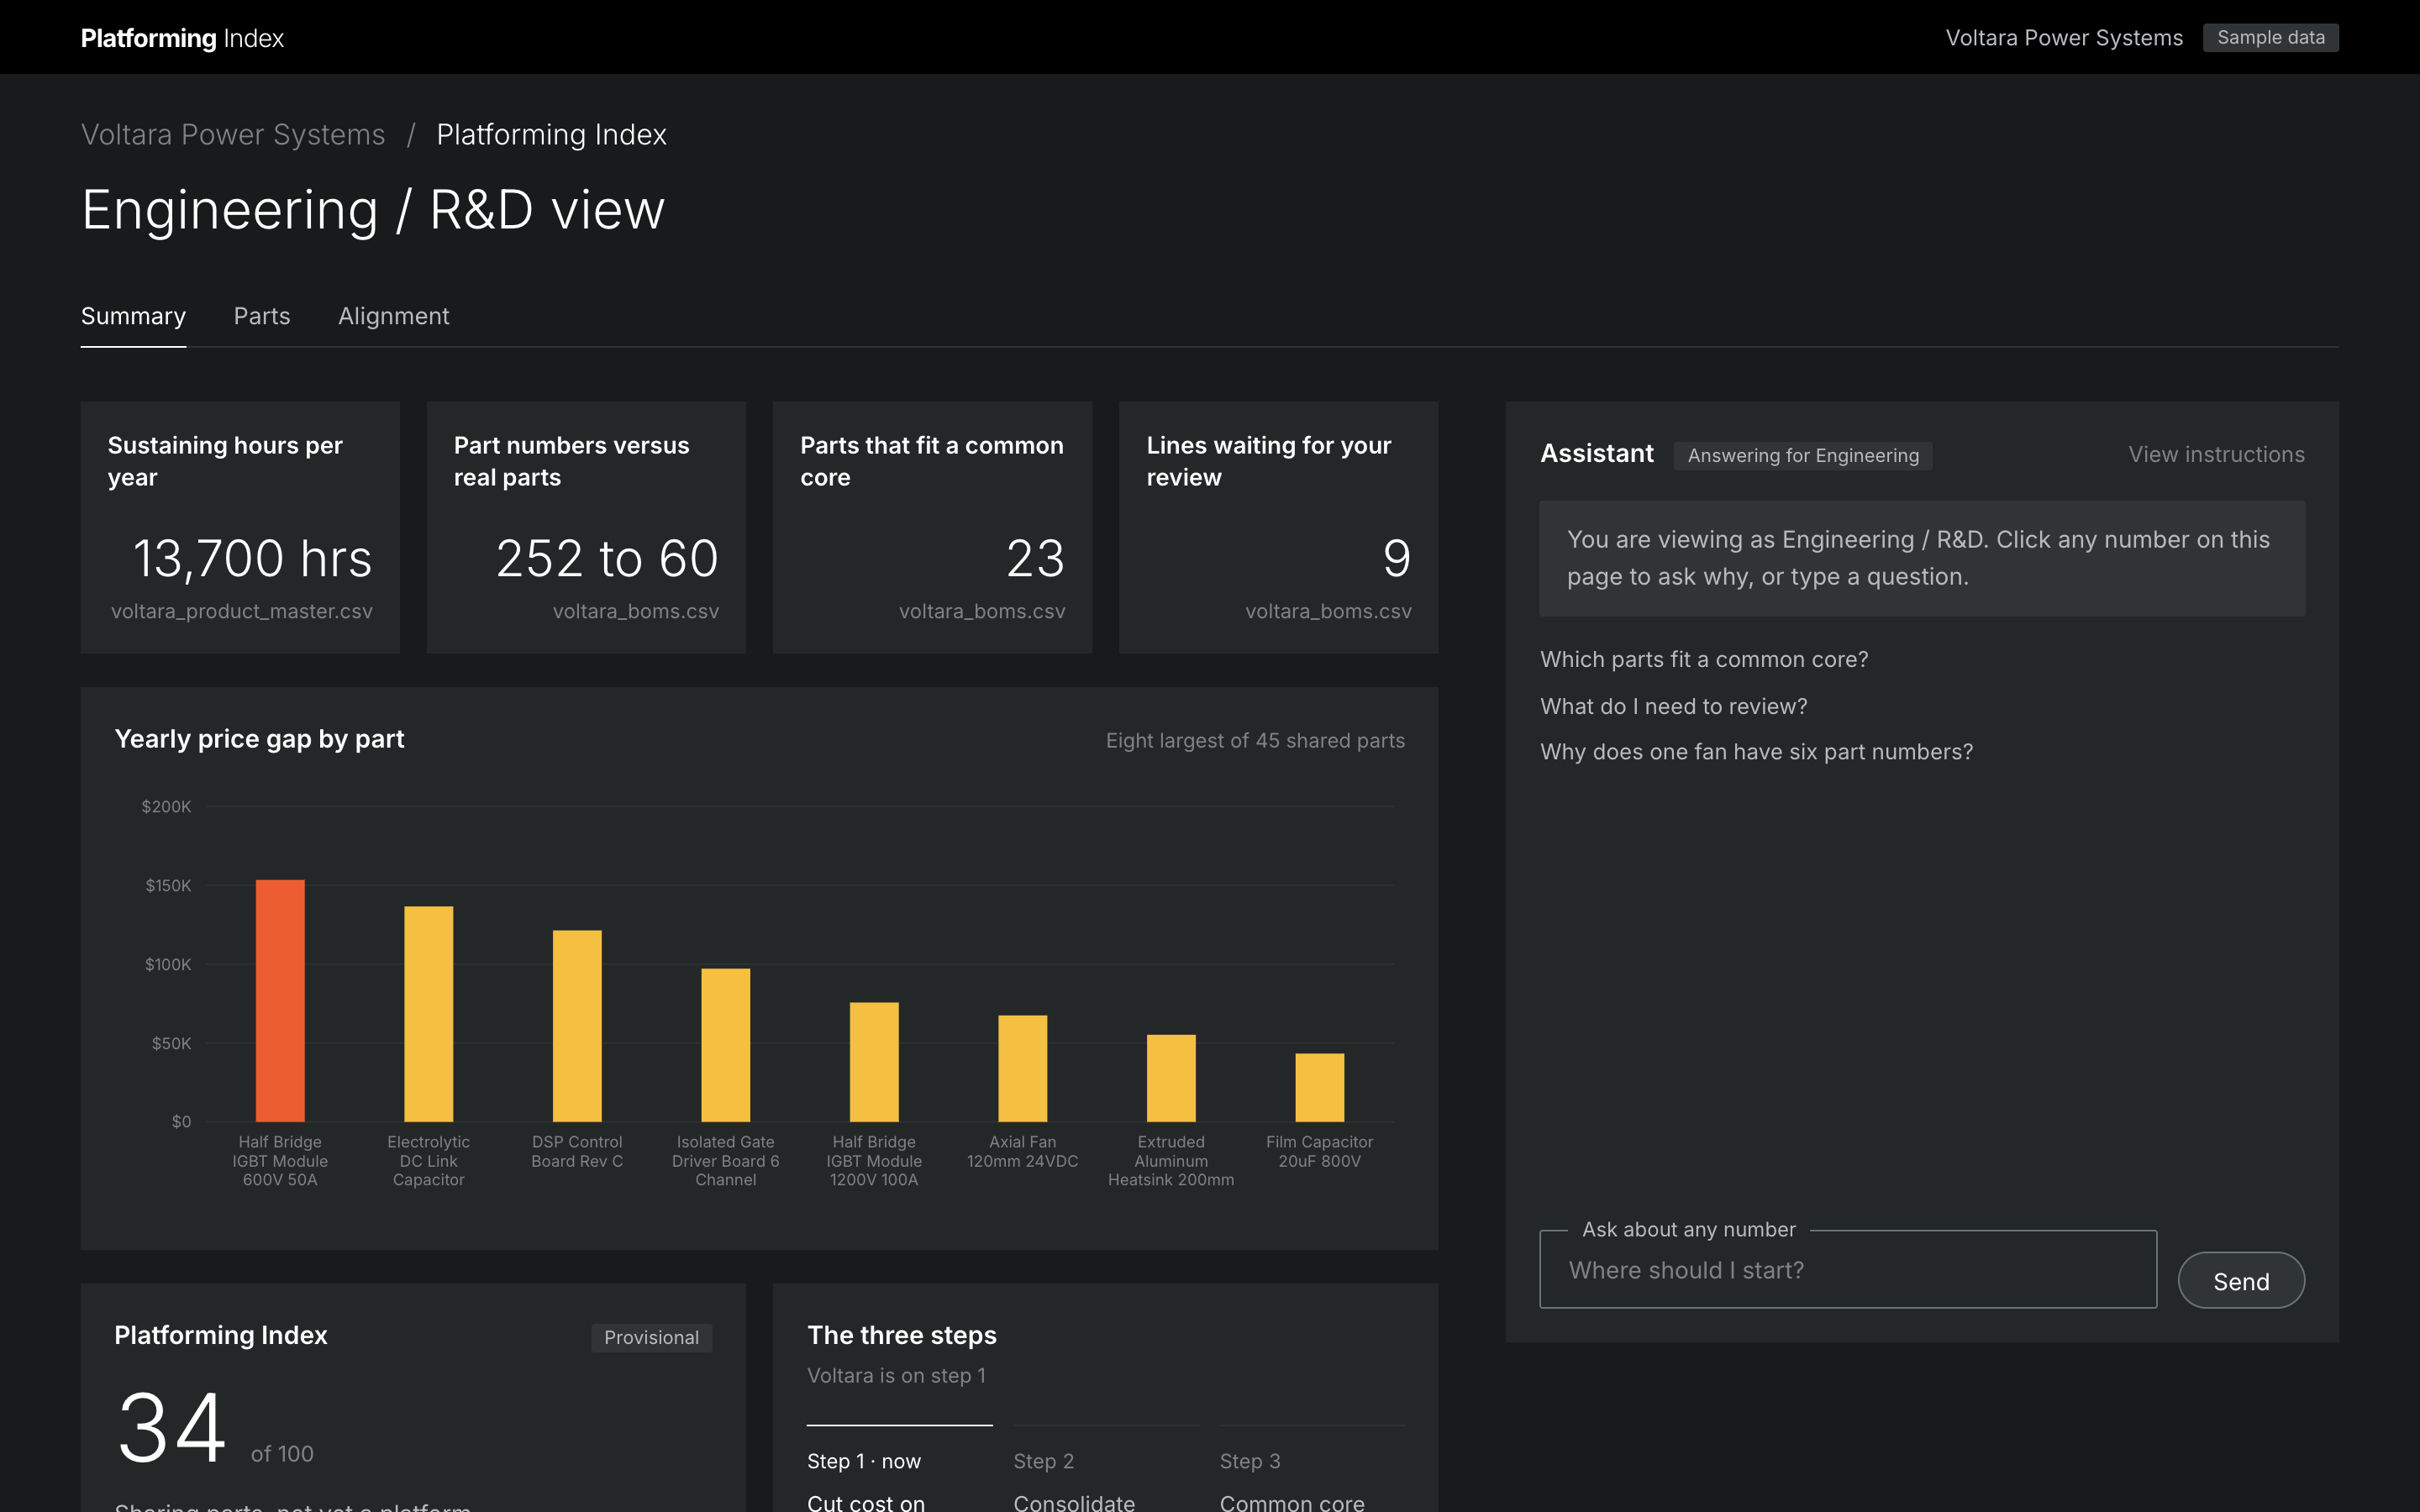 Platforming Index
Voltara Power Systems
Sample data
Voltara Power Systems / Platforming Index
Engineering / R&D view
Summary
Parts
Alignment
Sustaining hours per
year
13,700 hrs
voltara_product_master.csv
Part numbers versus
real parts
252 to 60
voltara_boms.csv
Parts that fit a common
core
23
voltara_boms.csv
Lines waiting for your
review
9
voltara_boms.csv
Yearly price gap by part
Eight largest of 45 shared parts
$200K
$150K
$100K
$50K
$0
Half Bridge
IGBT Module
600V 50A
Electrolytic
DC Link
Capacitor
DSP Control
Board Rev C
Isolated Gate
Driver Board 6
Channel
Half Bridge
IGBT Module
1200V 100A
Axial Fan
120mm 24VDC
Extruded
Aluminum
Heatsink 200mm
Film Capacitor
20uF 800V
Platforming Index
Provisional
34 of 100
Sharing parts, not yet a platform
The three steps
Voltara is on step 1
Step 1 · now
Cut cost on
Step 2
Consolidate
Step 3
Common core
Assistant
Answering for Engineering
View instructions
You are viewing as Engineering / R&D. Click any number on this
page to ask why, or type a question.
Which parts fit a common core?
What do I need to review?
Why does one fan have six part numbers?
Ask about any number
Where should I start?
Send